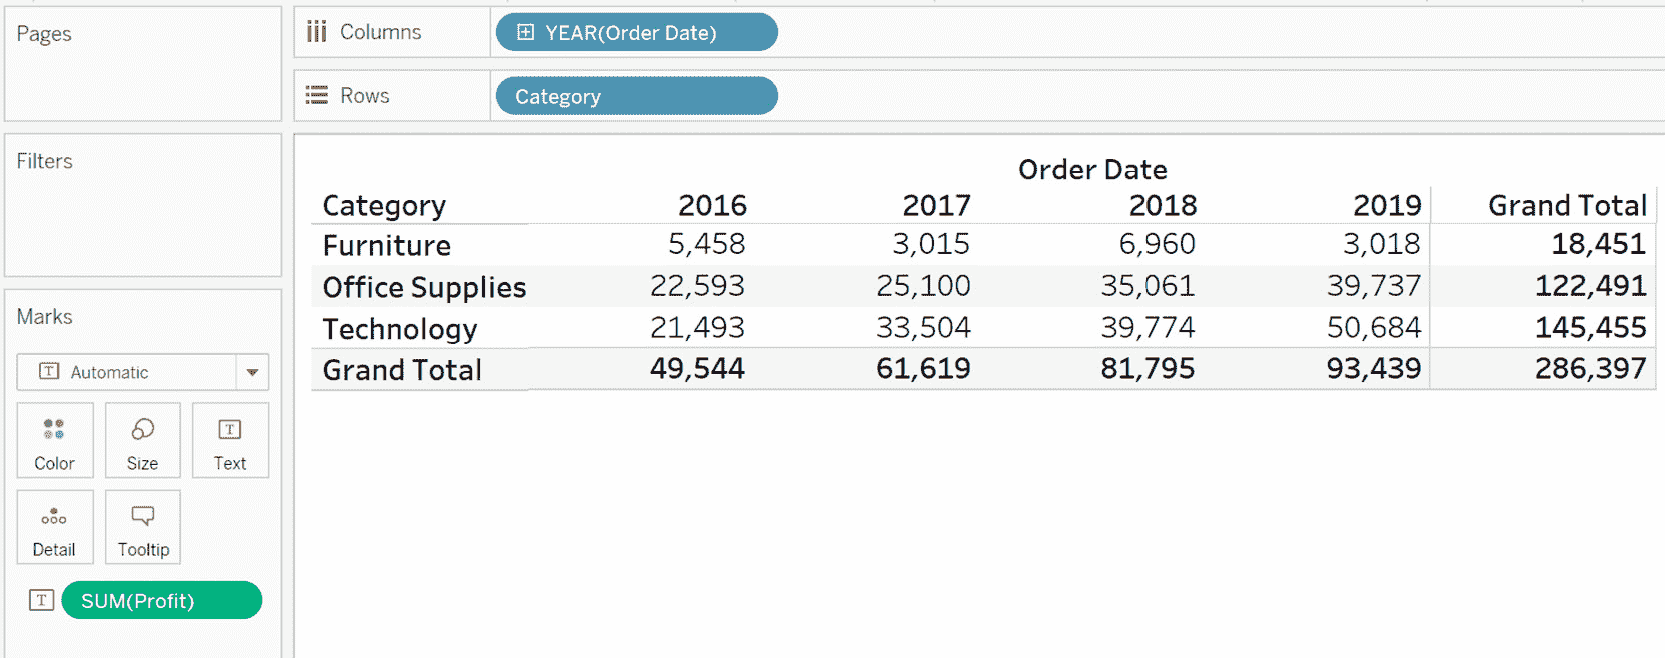 Pages
Columns
YEAR(Order Date)
Rows
Category
Filters
Marks
Automatic
Color Size Text
Detail Tooltip
SUM(Profit)
Order Date
Category 2016 2017 2018 2019 Grand Total
Furniture 5,458 3,015 6,960 3,018 18,451
Office Supplies 22,593 25,100 35,061 39,737 122,491
Technology 21,493 33,504 39,774 50,684 145,455
Grand Total 49,544 61,619 81,795 93,439 286,397